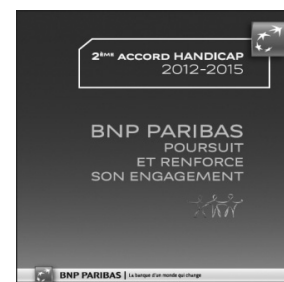 2ÈME ACCORD HANDICAP
2012-2015
BNP PARIBAS
POURSUIT
ET RENFORCE
SON ENGAGEMENT
BNP PARIBAS | La banque d'un monde qui change